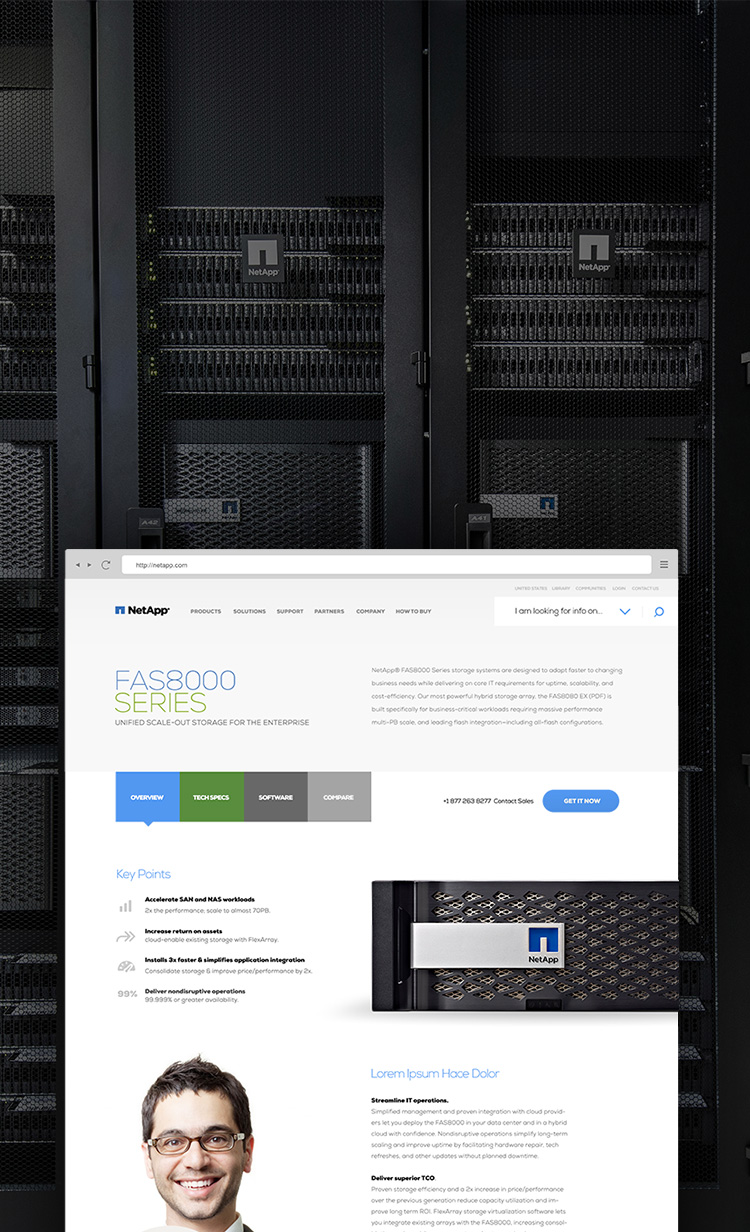 NetApp
NetApp
A42
A41
http://netapp.com
UNITED STATES LIBRARY COMMUNITIES LOGIN CONTACT US
NetApp
PRODUCTS SOLUTIONS SUPPORT PARTNERS COMPANY HOW TO BUY
I am looking for info on...
FAS8000
SERIES
UNIFIED SCALE-OUT STORAGE FOR THE ENTERPRISE
NetApp® FAS8000 Series storage systems are designed to adapt faster to changing
business needs while delivering on core IT requirements for uptime, scalability, and
cost-efficiency. Our most powerful hybrid storage array, the FAS8080 EX (PDF) is
built specifically for business-critical workloads requiring massive performance
multi-PB scale, and leading flash integration—including all-flash configurations.
OVERVIEW TECH SPECS SOFTWARE COMPARE
+1 877 263 8277 Contact Sales
GET IT NOW
Key Points
Accelerate SAN and NAS workloads
2x the performance, scale to almost 70PB.
Increase return on assets
cloud-enable existing storage with FlexArray.
Installs 3x faster & simplifies application integration
Consolidate storage & improve price/performance by 2x.
99%
Deliver nondisruptive operations
99.999% or greater availability.
NetApp
Lorem Ipsum Hace Dolor
Streamline IT operations.
Simplified management and proven integration with cloud provid-
ers let you deploy the FAS8000 in your data center and in a hybrid
cloud with confidence. Nondisruptive operations simplify long-term
scaling and improve uptime by facilitating hardware repair, tech
refreshes, and other updates without planned downtime.
Deliver superior TCO.
Proven storage efficiency and a 2x increase in price/performance
over the previous generation reduce capacity utilization and im-
prove long term ROI. FlexArray storage virtualization software lets
you integrate existing arrays with the FAS8000, increasing consol-